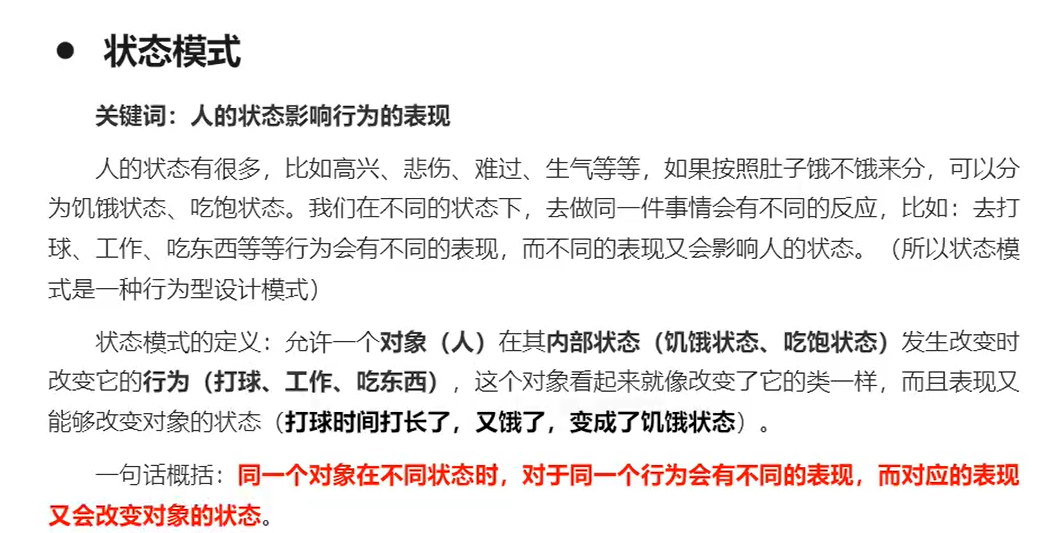 ● 状态模式
关键词：人的状态影响行为的表现
人的状态有很多，比如高兴、悲伤、难过、生气等等，如果按照肚子饿不饿来分，可以分
为饥饿状态、吃饱状态。我们在不同的状态下，去做同一件事情会有不同的反应，比如：去打
球、工作、吃东西等等行为会有不同的表现，而不同的表现又会影响人的状态。（所以状态模
式是一种行为型设计模式）
状态模式的定义：允许一个对象（人）在其内部状态（饥饿状态、吃饱状态）发生改变时
改变它的行为（打球、工作、吃东西），这个对象看起来就像改变了它的类一样，而且表现又
能够改变对象的状态（打球时间打长了，又饿了，变成了饥饿状态）。
一句话概括：同一个对象在不同状态时，对于同一个行为会有不同的表现，而对应的表现
又会改变对象的状态。